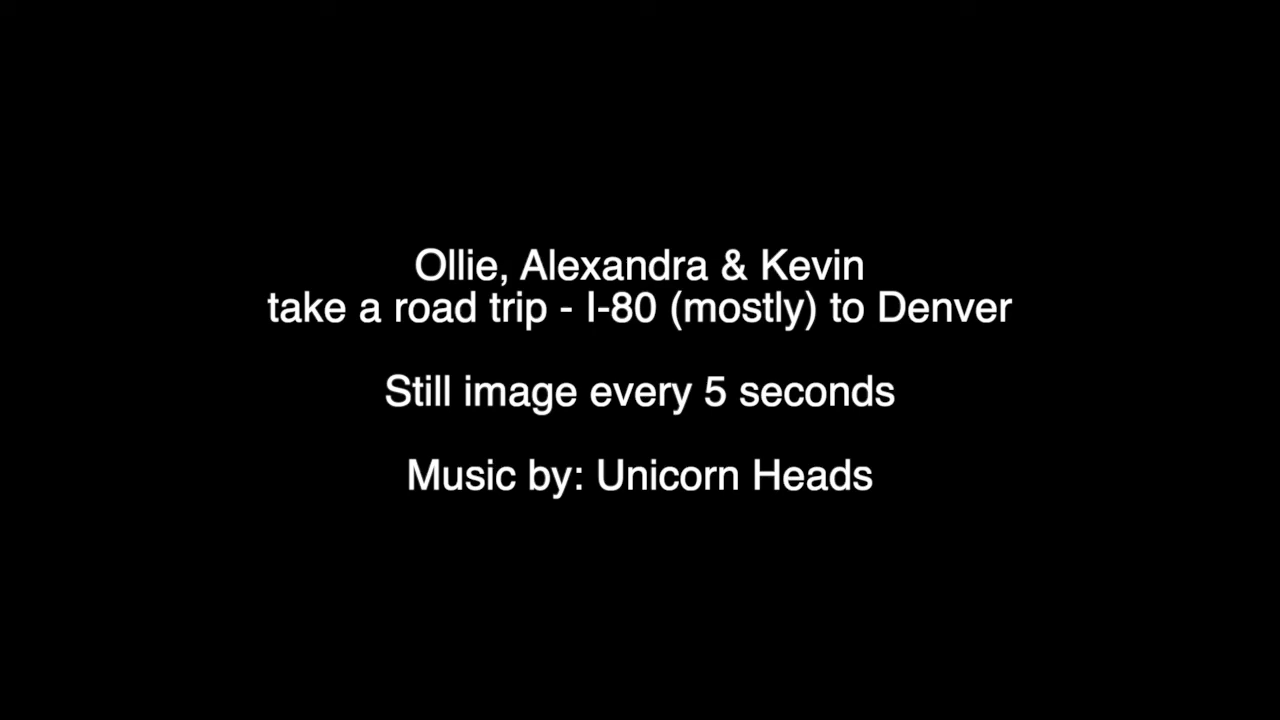 Ollie, Alexandra & Kevin
take a road trip - I-80 (mostly) to Denver
Still image every 5 seconds
Music by: Unicorn Heads